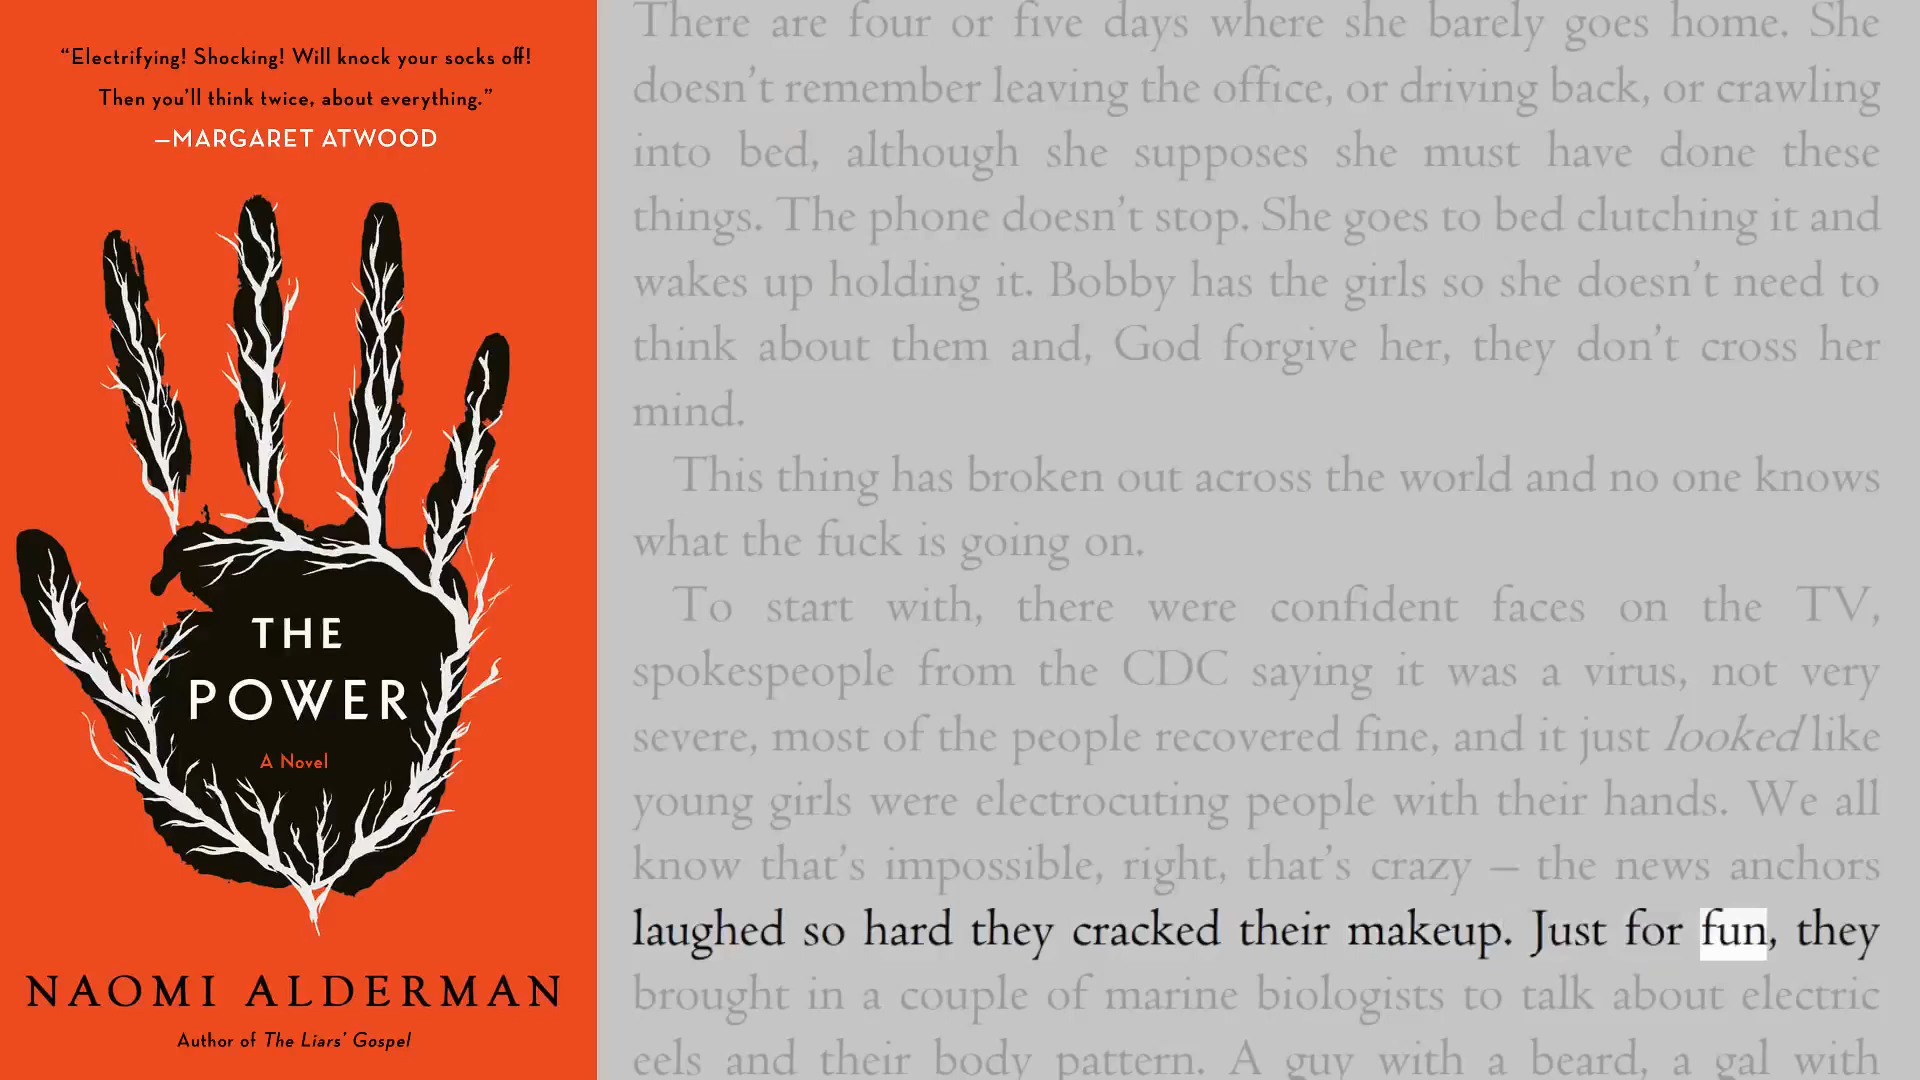 “Electrifying! Shocking! Will knock your socks off!
Then you’ll think twice, about everything.”
—MARGARET ATWOOD
THE
POWER
A Novel
NAOMI ALDERMAN
Author of The Liars’ Gospel
There are four or five days where she barely goes home. She
doesn’t remember leaving the office, or driving back, or crawling
into bed, although she supposes she must have done these
things. The phone doesn’t stop. She goes to bed clutching it and
wakes up holding it. Bobby has the girls so she doesn’t need to
think about them and, God forgive her, they don’t cross her
mind.
This thing has broken out across the world and no one knows
what the fuck is going on.
To start with, there were confident faces on the TV,
spokespeople from the CDC saying it was a virus, not very
severe, most of the people recovered fine, and it just looked like
young girls were electrocuting people with their hands. We all
know that’s impossible, right, that’s crazy – the news anchors
laughed so hard they cracked their makeup. Just for fun, they
brought in a couple of marine biologists to talk about electric
eels and their body pattern. A guy with a beard, a gal with